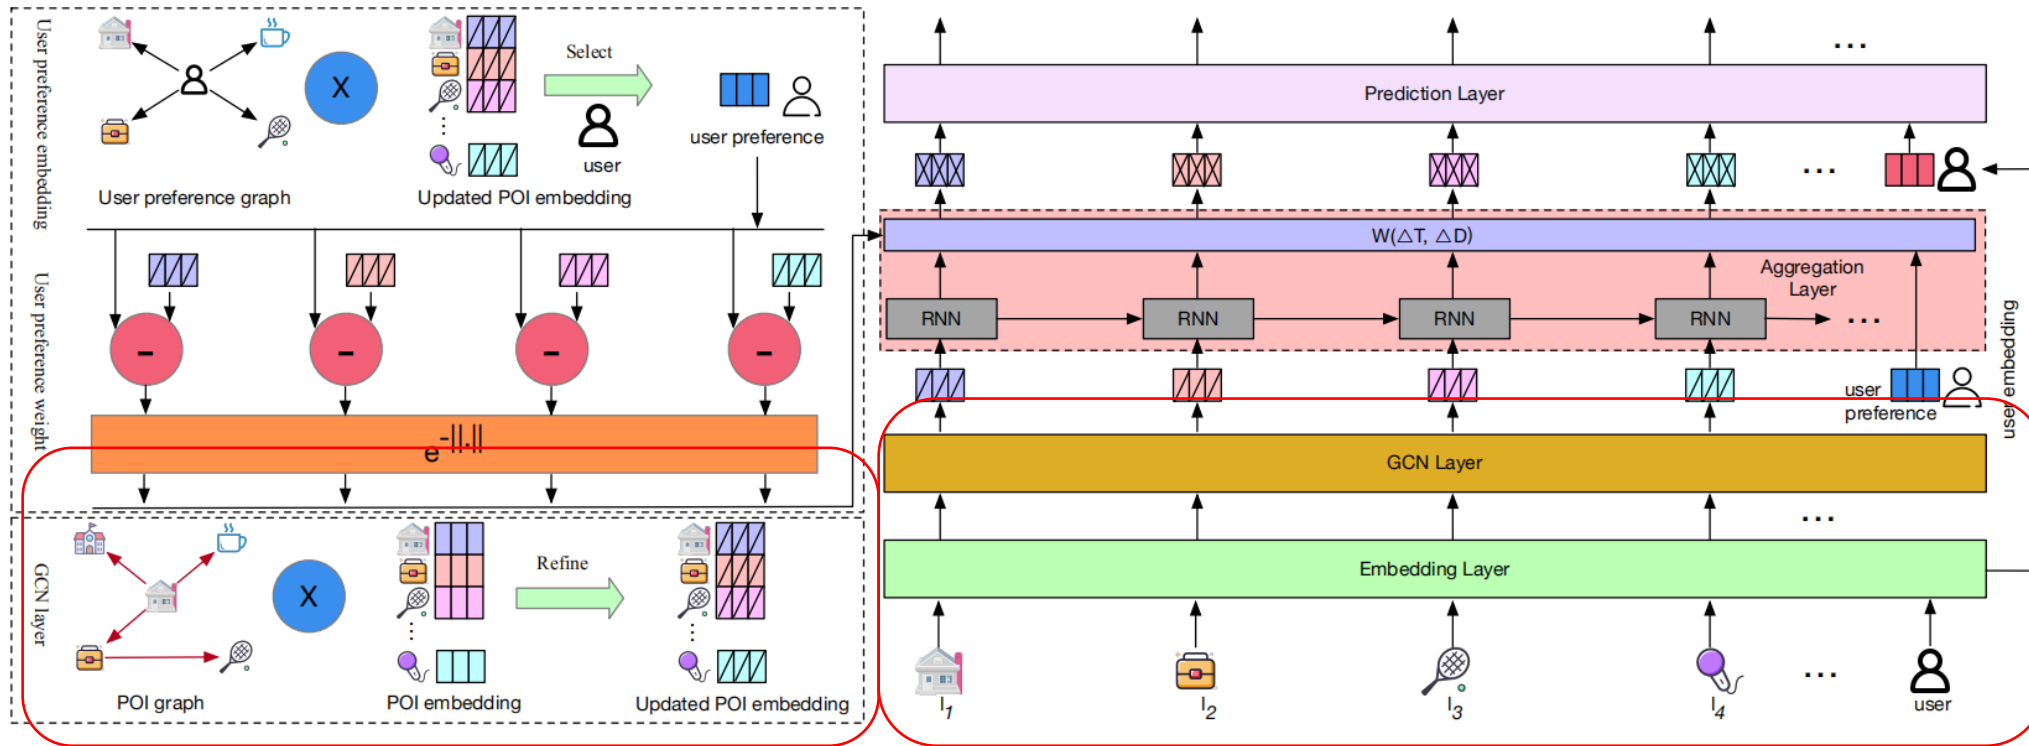 User preference embedding
X
Select
user
user preference
User preference graph
Updated POI embedding
User preference weight
-
-
-
-
e-||.||
GCN layer
X
Refine
POI graph
POI embedding
Updated POI embedding
...
Prediction Layer
...
W(△T, △D)
Aggregation
Layer
RNN
RNN
RNN
RNN
...
user
preference
user embedding
GCN Layer
...
Embedding Layer
...
l1
l2
l3
l4
user